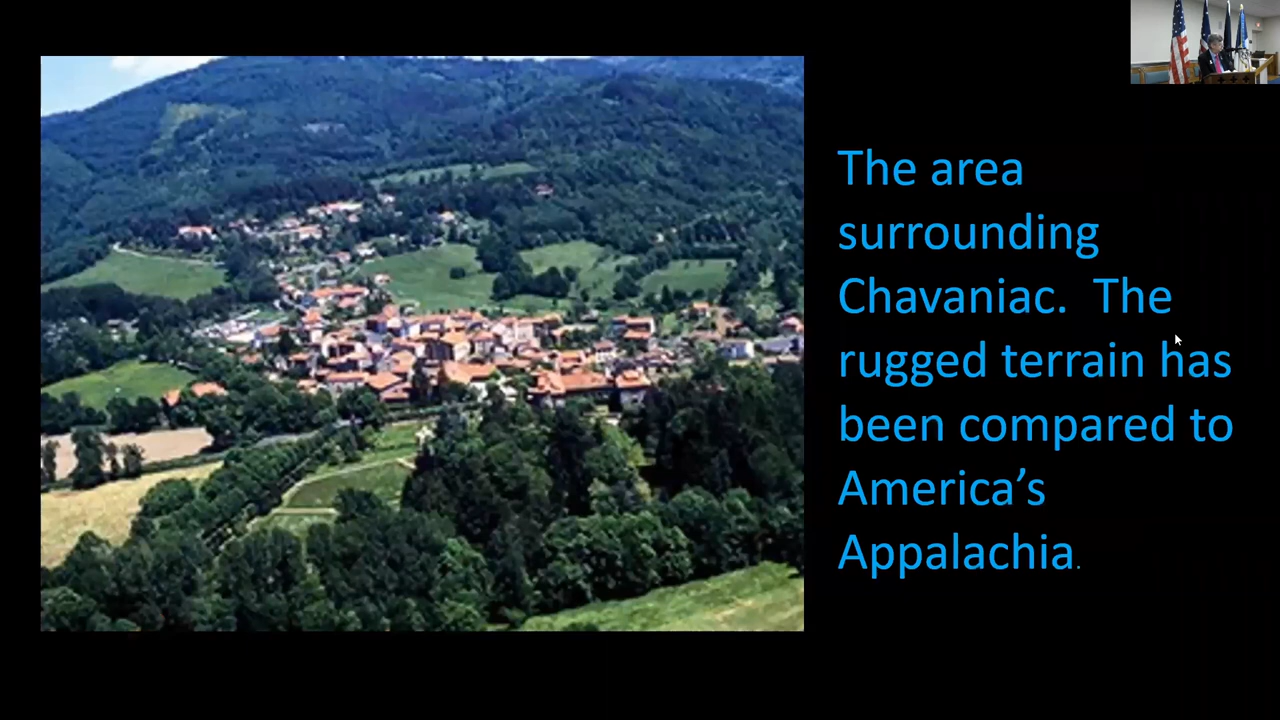 The area
surrounding
Chavaniac.  The
rugged terrain has
been compared to
America’s
Appalachia.